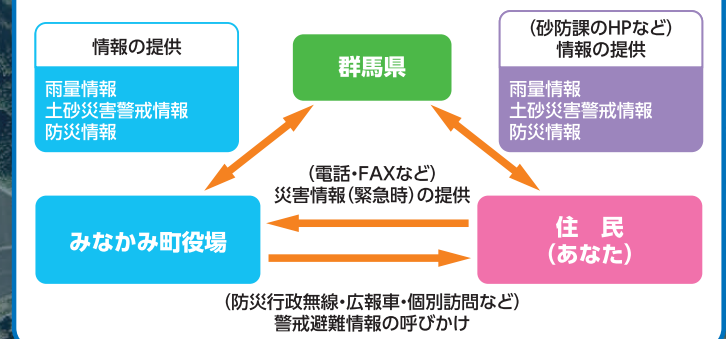 情報の提供
雨量情報
土砂災害警戒情報
防災情報
群馬県
(砂防課のHPなど)
情報の提供
雨量情報
土砂災害警戒情報
防災情報
(電話・FAXなど)
災害情報(緊急時)の提供
みなかみ町役場
住　民
(あなた)
(防災行政無線・広報車・個別訪問など)
警戒避難情報の呼びかけ